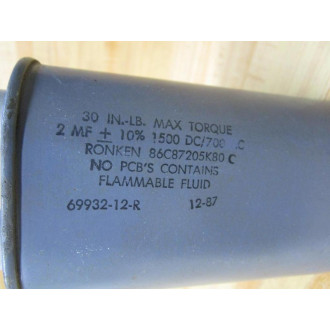 30 IN.-LB. MAX TORQUE
2 MF ± 10% 1500 DC/700 C
RONKEN 86C87205K80 C
NO PCB'S CONTAINS
FLAMMABLE FLUID
69932-12-R 12-87